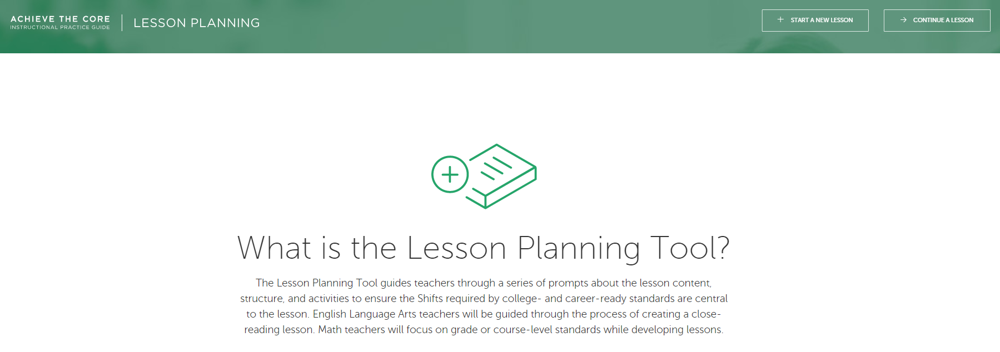 ACHIEVE THE CORE
INSTRUCTIONAL PRACTICE GUIDE
LESSON PLANNING
START A NEW LESSON
CONTINUE A LESSON
What is the Lesson Planning Tool?
The Lesson Planning Tool guides teachers through a series of prompts about the lesson content,
structure, and activities to ensure the Shifts required by college- and career-ready standards are central
to the lesson. English Language Arts teachers will be guided through the process of creating a close-
reading lesson. Math teachers will focus on grade or course-level standards while developing lessons.